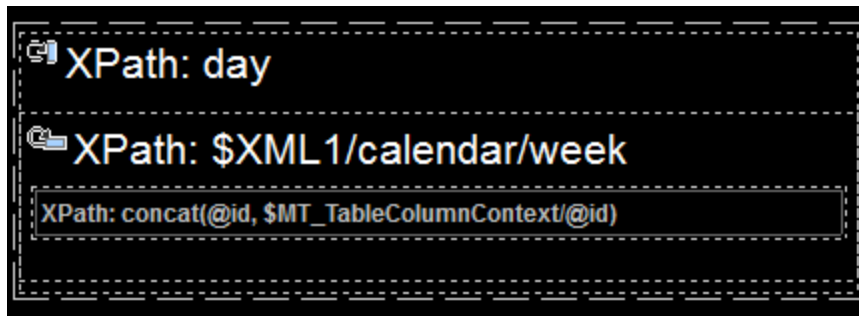 XPath: day
XPath: $XML1/calendar/week
XPath: concat(@id, $MT_TableColumnContext/@id)